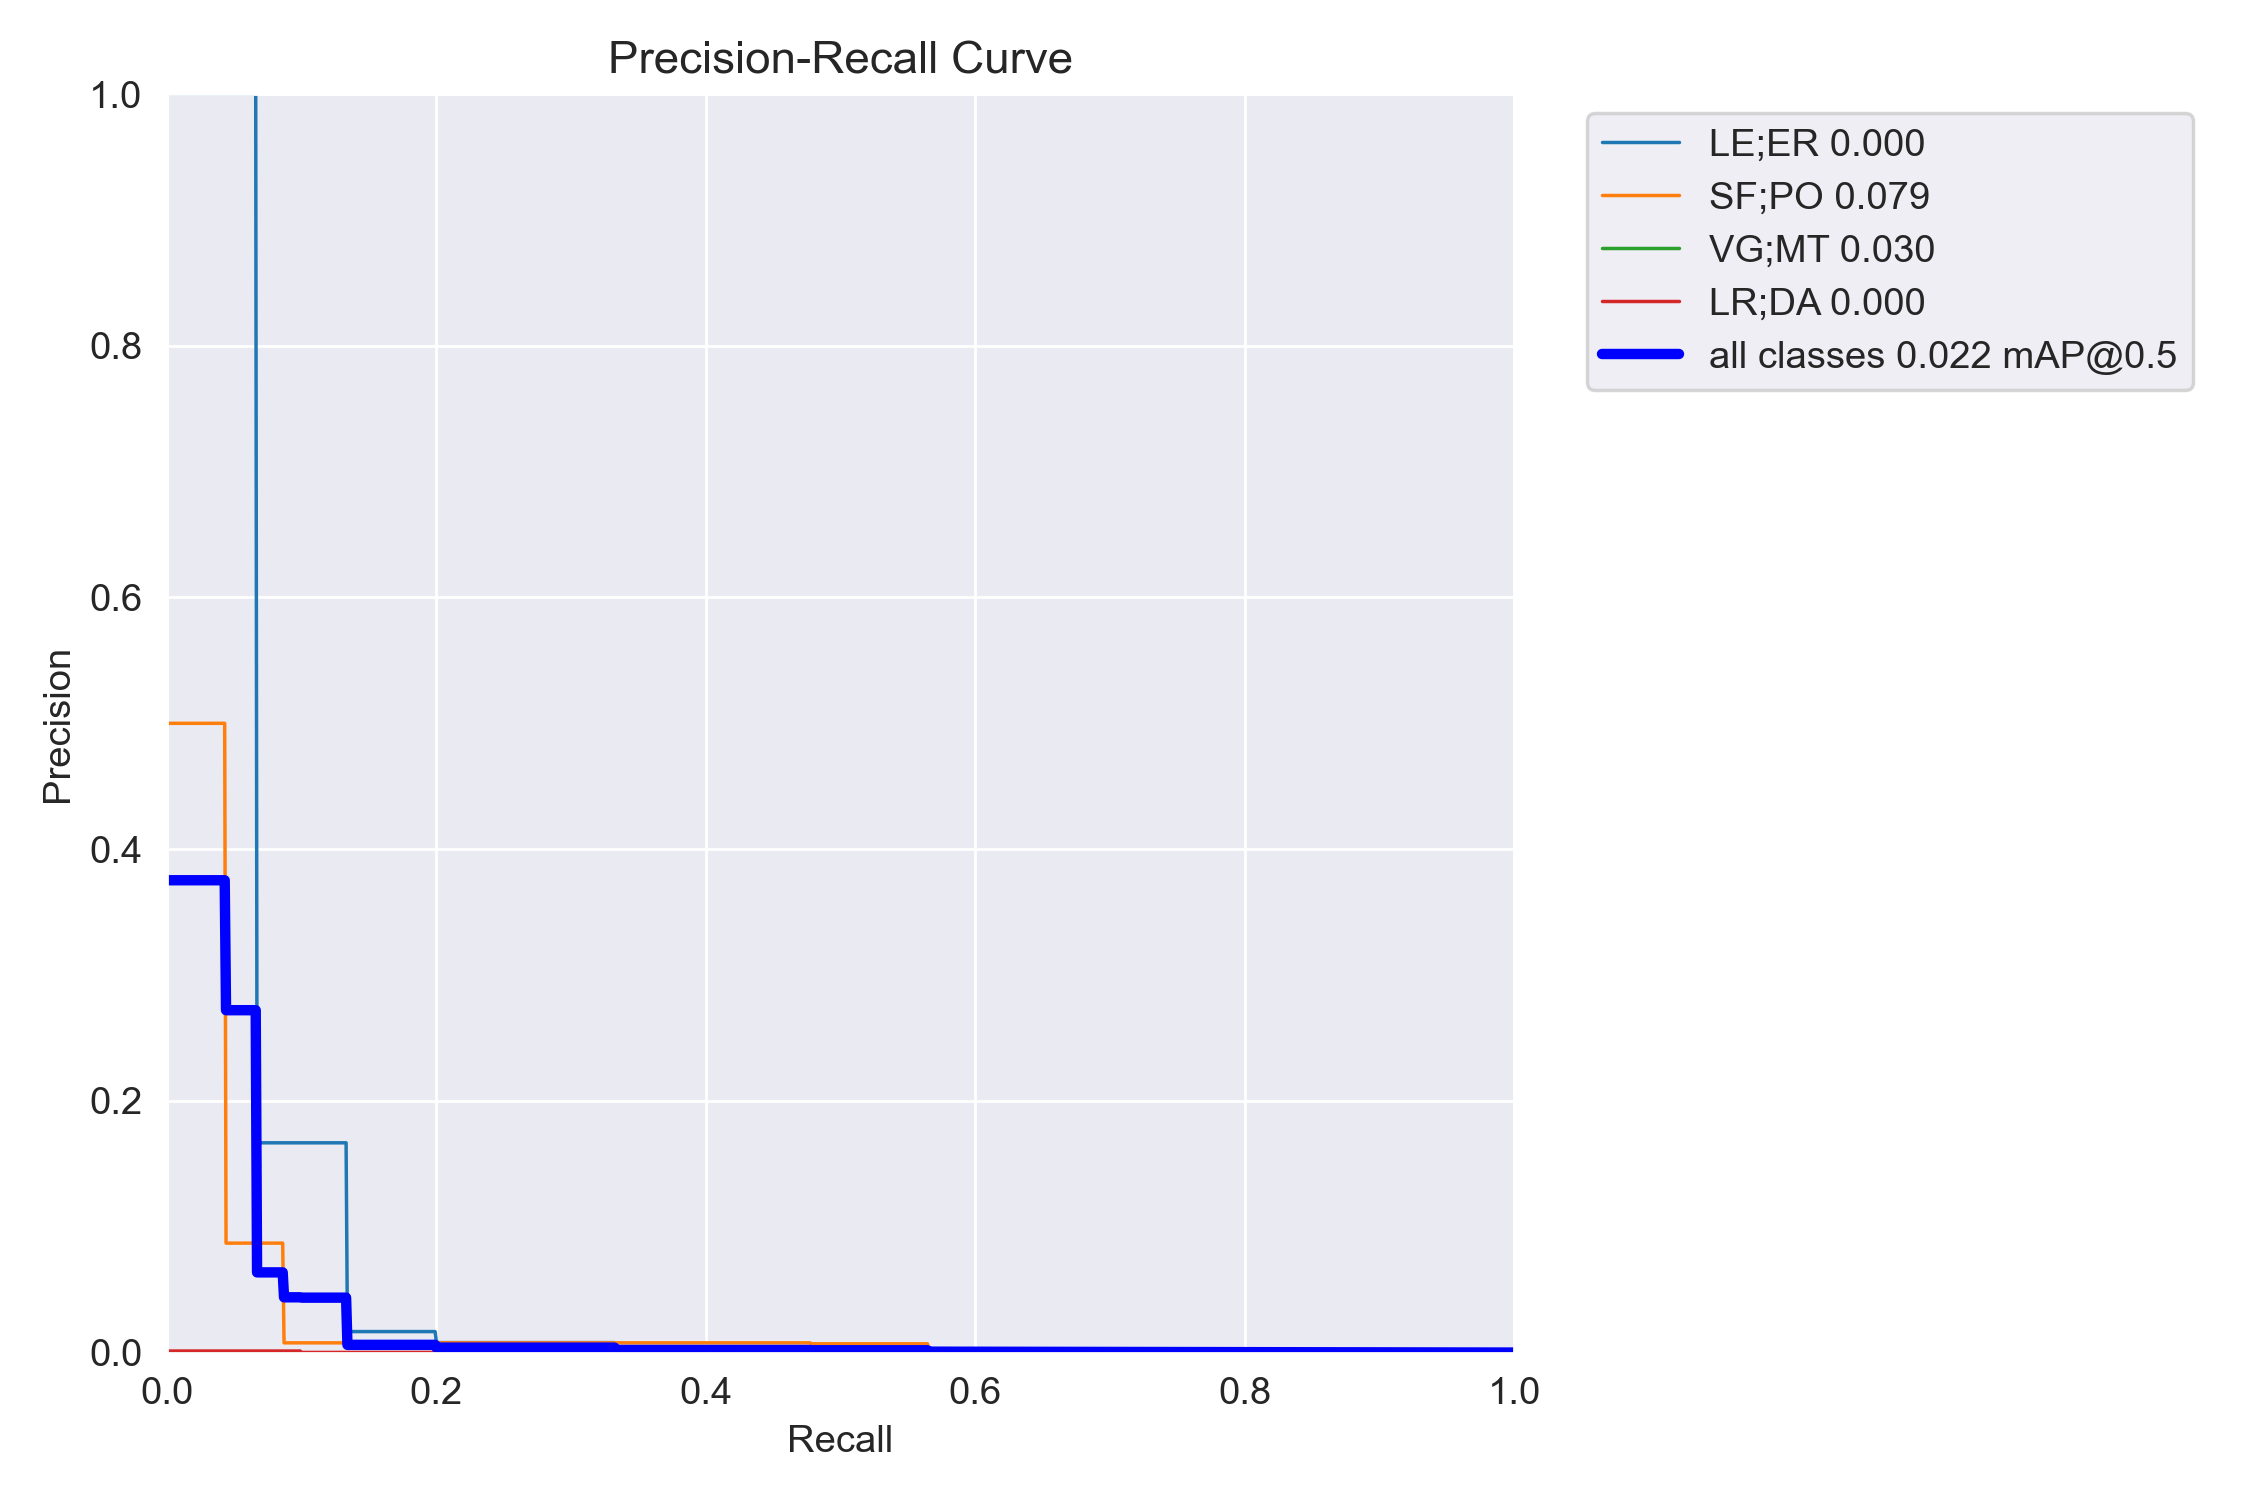 Precision-Recall Curve
1.0
0.8
0.6
0.4
0.2
0.0
Precision
0.0 0.2 0.4 0.6 0.8 1.0
Recall
LE;ER 0.000
SF;PO 0.079
VG;MT 0.030
LR;DA 0.000
all classes 0.022 mAP@0.5